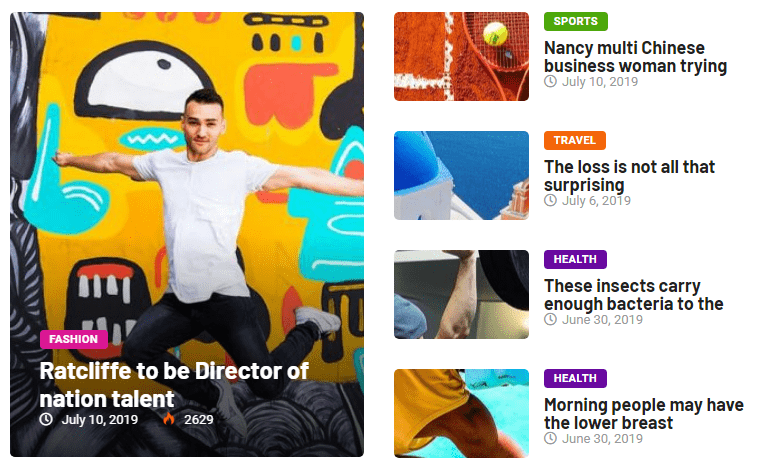 FASHION
Ratcliffe to be Director of
nation talent
July 10, 2019 2629
SPORTS
Nancy multi Chinese
business woman trying
July 10, 2019
TRAVEL
The loss is not all that
surprising
July 6, 2019
HEALTH
These insects carry
enough bacteria to the
June 30, 2019
HEALTH
Morning people may have
the lower breast
June 30, 2019